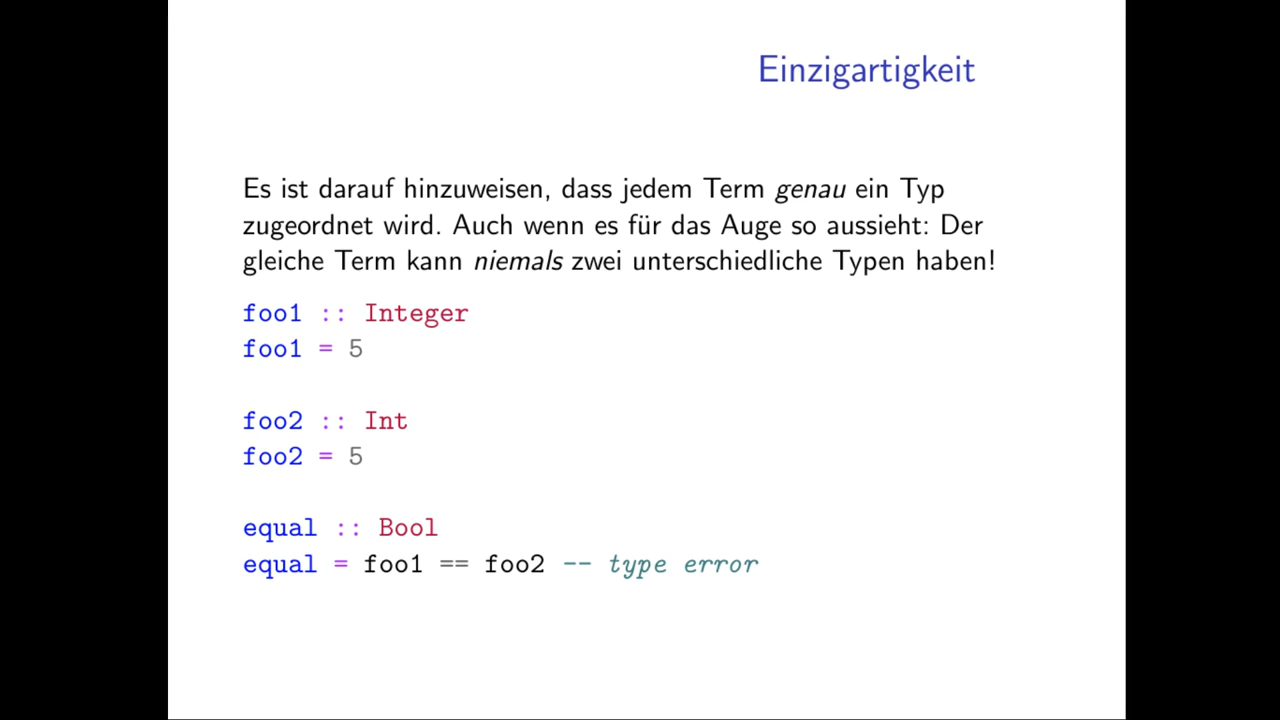 Einzigartigkeit
Es ist darauf hinzuweisen, dass jedem Term genau ein Typ
zugeordnet wird. Auch wenn es für das Auge so aussieht: Der
gleiche Term kann niemals zwei unterschiedliche Typen haben!
foo1 :: Integer
foo1 = 5
foo2 :: Int
foo2 = 5
equal :: Bool
equal = foo1 == foo2 -- type error